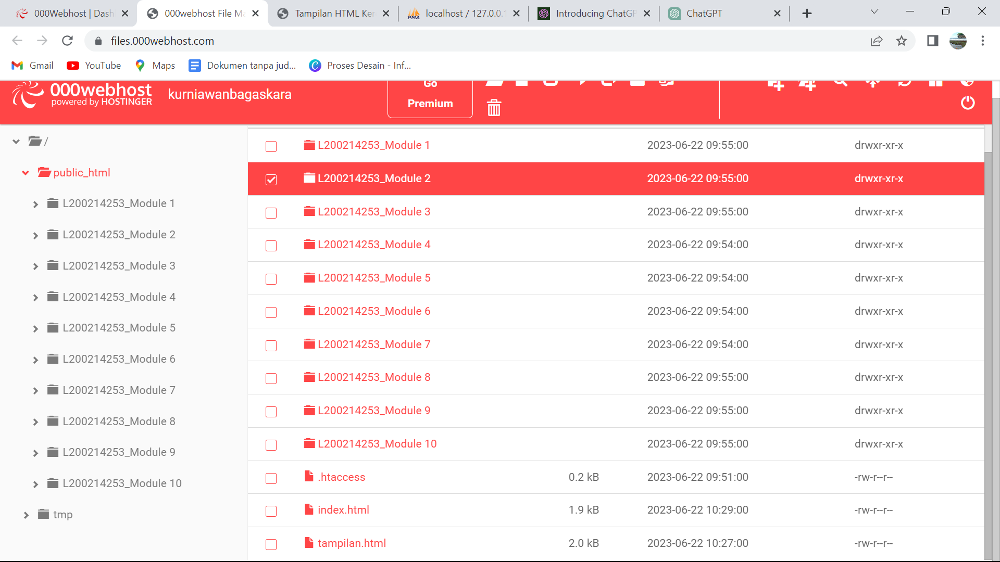 000Webhost | Dash
000webhost File Ma
Tampilan HTML Ker
PMA
localhost / 127.0.0.1
Introducing ChatGP
ChatGPT
files.000webhost.com
Gmail
YouTube
Maps
Dokumen tanpa jud...
Proses Desain - Inf...
000webhost
powered by HOSTINGER
kurniawanbagaskara
Go
Premium
/
public_html
L200214253_Module 1
L200214253_Module 2
L200214253_Module 3
L200214253_Module 4
L200214253_Module 5
L200214253_Module 6
L200214253_Module 7
L200214253_Module 8
L200214253_Module 9
L200214253_Module 10
tmp
L200214253_Module 1 2023-06-22 09:55:00 drwxr-xr-x
L200214253_Module 2 2023-06-22 09:55:00 drwxr-xr-x
L200214253_Module 3 2023-06-22 09:55:00 drwxr-xr-x
L200214253_Module 4 2023-06-22 09:54:00 drwxr-xr-x
L200214253_Module 5 2023-06-22 09:54:00 drwxr-xr-x
L200214253_Module 6 2023-06-22 09:54:00 drwxr-xr-x
L200214253_Module 7 2023-06-22 09:54:00 drwxr-xr-x
L200214253_Module 8 2023-06-22 09:55:00 drwxr-xr-x
L200214253_Module 9 2023-06-22 09:55:00 drwxr-xr-x
L200214253_Module 10 2023-06-22 09:55:00 drwxr-xr-x
.htaccess 0.2 kB 2023-06-22 09:51:00 -rw-r--r--
index.html 1.9 kB 2023-06-22 10:29:00 -rw-r--r--
tampilan.html 2.0 kB 2023-06-22 10:27:00 -rw-r--r--